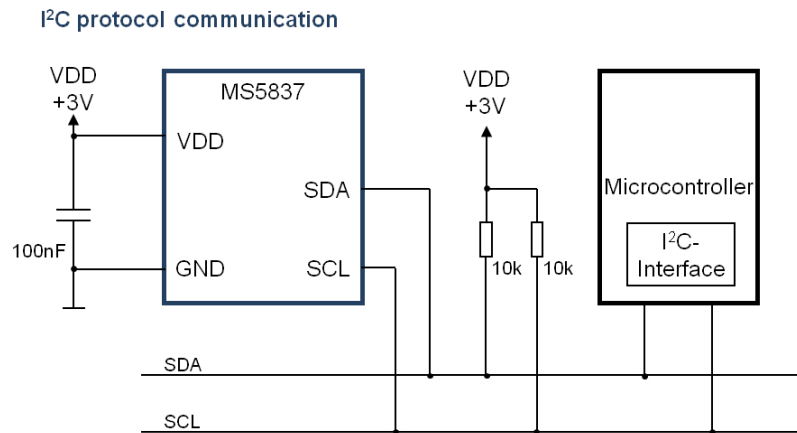 I²C protocol communication
VDD
+3V
MS5837
VDD
SDA
100nF
GND
SCL
VDD
+3V
10k
10k
Microcontroller
I²C-
Interface
SDA
SCL